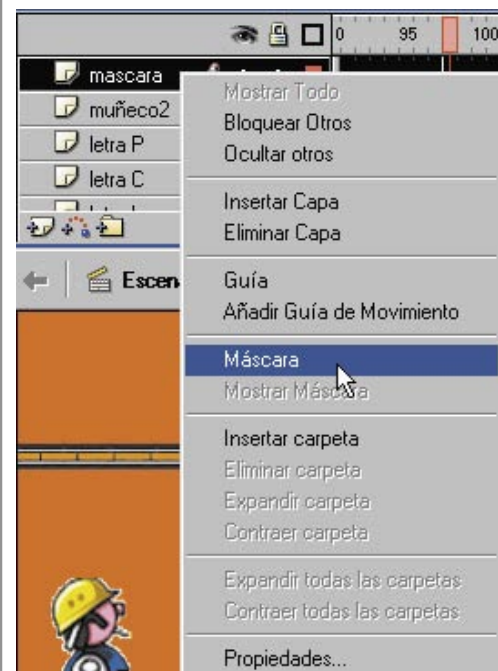 0 95 100
mascara
muñeco2
letra P
letra C
Escen
Mostrar Todo
Bloquear Otros
Ocultar otros
Insertar Capa
Eliminar Capa
Guía
Añadir Guía de Movimiento
Máscara
Mostrar Máscara
Insertar carpeta
Eliminar carpeta
Expandir carpeta
Contraer carpeta
Expandir todas las carpetas
Contraer todas las carpetas
Propiedades...